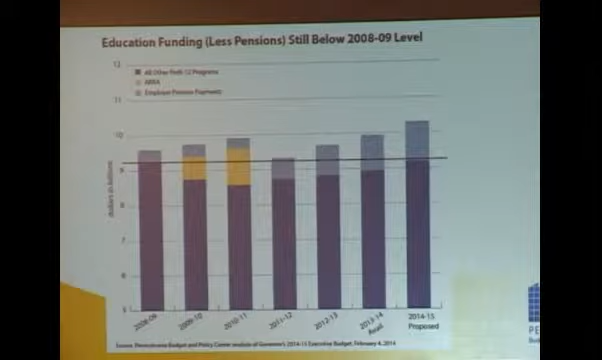 Education Funding (Less Pensions) Still Below 2008-09 Level
12
All Other PreK-12 Programs
ARRA
Employer Pension Payments
11
10
9
8
7
6
5
dollars in billions
2008-09
2009-10
2010-11
2011-12
2012-13
2013-14
2014-15
Proposed
Source: Pennsylvania Budget and Policy Center analysis of Governor's 2014-15 Executive Budget, February 4, 2014
PE